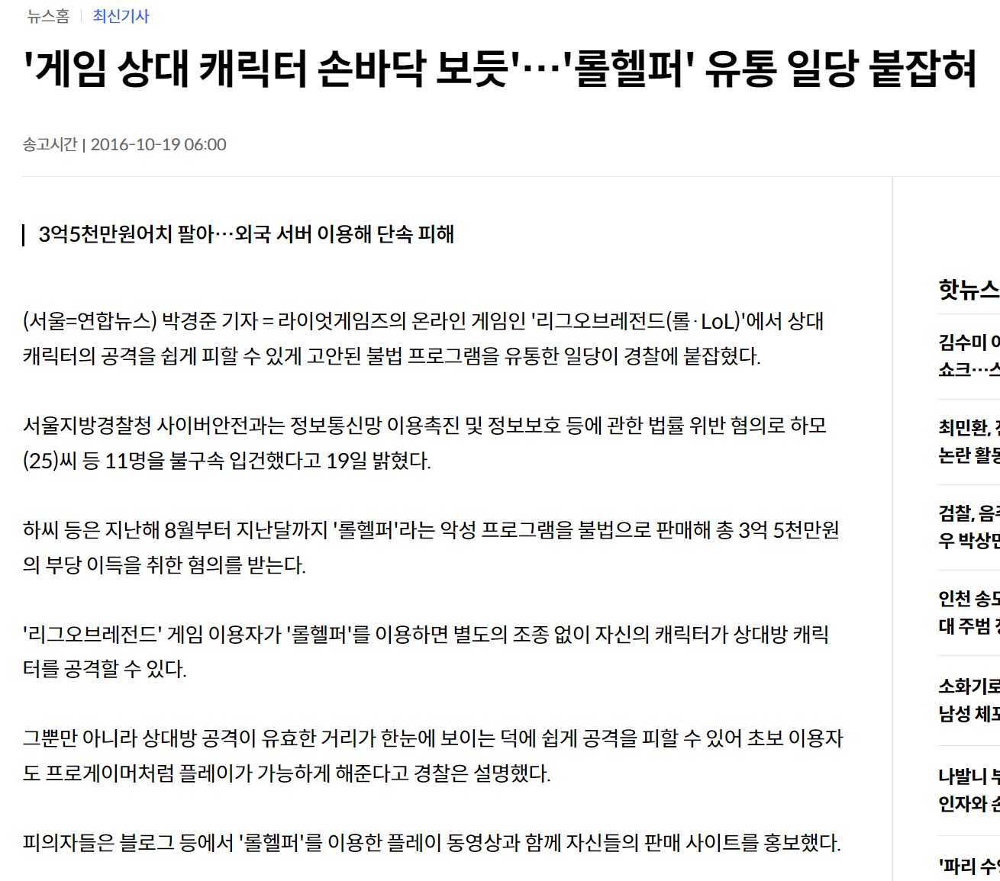 뉴스홈 최신기사
'게임 상대 캐릭터 손바닥 보듯'…'롤헬퍼' 유통 일당 붙잡혀
송고시간 | 2016-10-19 06:00
3억5천만원어치 팔아…외국 서버 이용해 단속 피해
(서울=연합뉴스) 박경준 기자 = 라이엇게임즈의 온라인 게임인 '리그오브레전드(롤·LoL)'에서 상대
캐릭터의 공격을 쉽게 피할 수 있게 고안된 불법 프로그램을 유통한 일당이 경찰에 붙잡혔다.
서울지방경찰청 사이버안전과는 정보통신망 이용촉진 및 정보보호 등에 관한 법률 위반 혐의로 하모
(25)씨 등 11명을 불구속 입건했다고 19일 밝혔다.
하씨 등은 지난해 8월부터 지난달까지 '롤헬퍼'라는 악성 프로그램을 불법으로 판매해 총 3억 5천만원
의 부당 이득을 취한 혐의를 받는다.
'리그오브레전드' 게임 이용자가 '롤헬퍼'를 이용하면 별도의 조종 없이 자신의 캐릭터가 상대방 캐릭
터를 공격할 수 있다.
그뿐만 아니라 상대방 공격이 유효한 거리가 한눈에 보이는 덕에 쉽게 공격을 피할 수 있어 초보 이용자
도 프로게이머처럼 플레이가 가능하게 해준다고 경찰은 설명했다.
피의자들은 블로그 등에서 '롤헬퍼'를 이용한 플레이 동영상과 함께 자신들의 판매 사이트를 홍보했다.
핫뉴스
김수미
쇼크…
최민환,
논란
검찰,
우
인천
대 주범
소화기로
남성
나발니
인자와
'파리